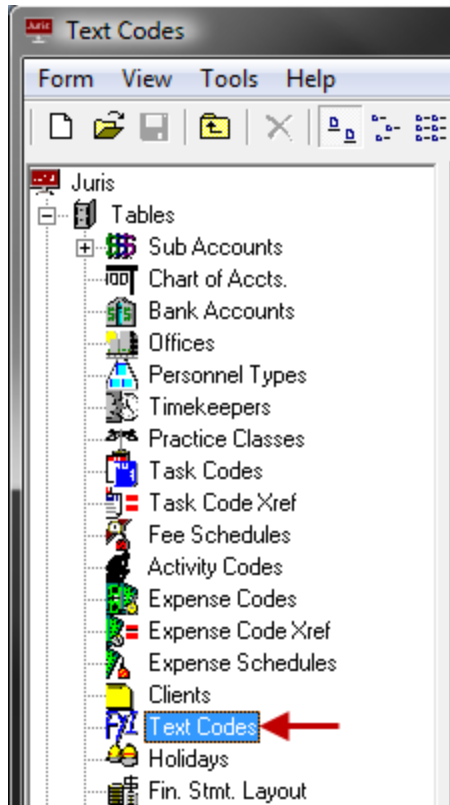 Text Codes
Form View Tools Help
Juris
Tables
Sub Accounts
Chart of Accts.
Bank Accounts
Offices
Personnel Types
Timekeepers
Practice Classes
Task Codes
Task Code Xref
Fee Schedules
Activity Codes
Expense Codes
Expense Code Xref
Expense Schedules
Clients
Text Codes
Holidays
Fin. Stmt. Layout